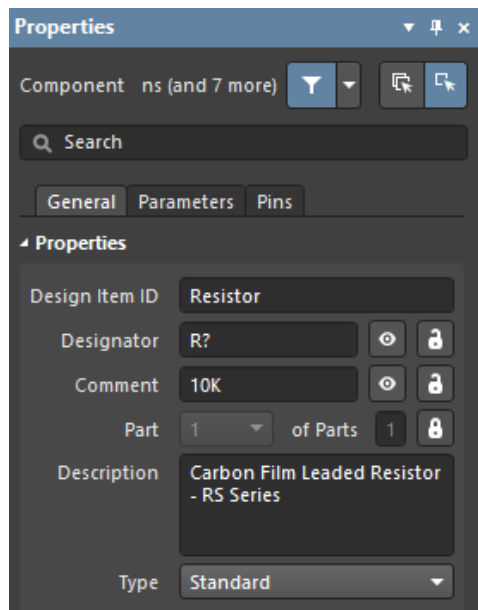 Properties
Component ns (and 7 more)
Search
General Parameters Pins
Properties
Design Item ID Resistor
Designator R?
Comment 10K
Part 1 of Parts 1
Description Carbon Film Leaded Resistor
- RS Series
Type Standard